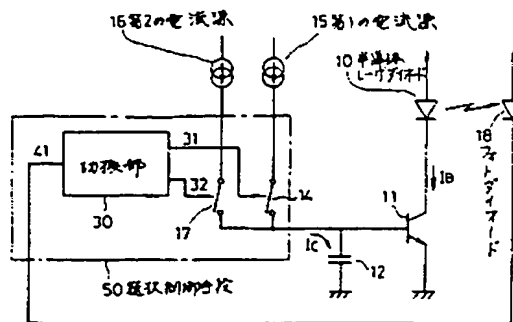 16 第2の電流源
15 第1の電流源
10 半導体
レーザダイオード
18
フォトダイオード
41
31
切換部
32
30
17
14
IB
11
IC
12
50 選択制御手段